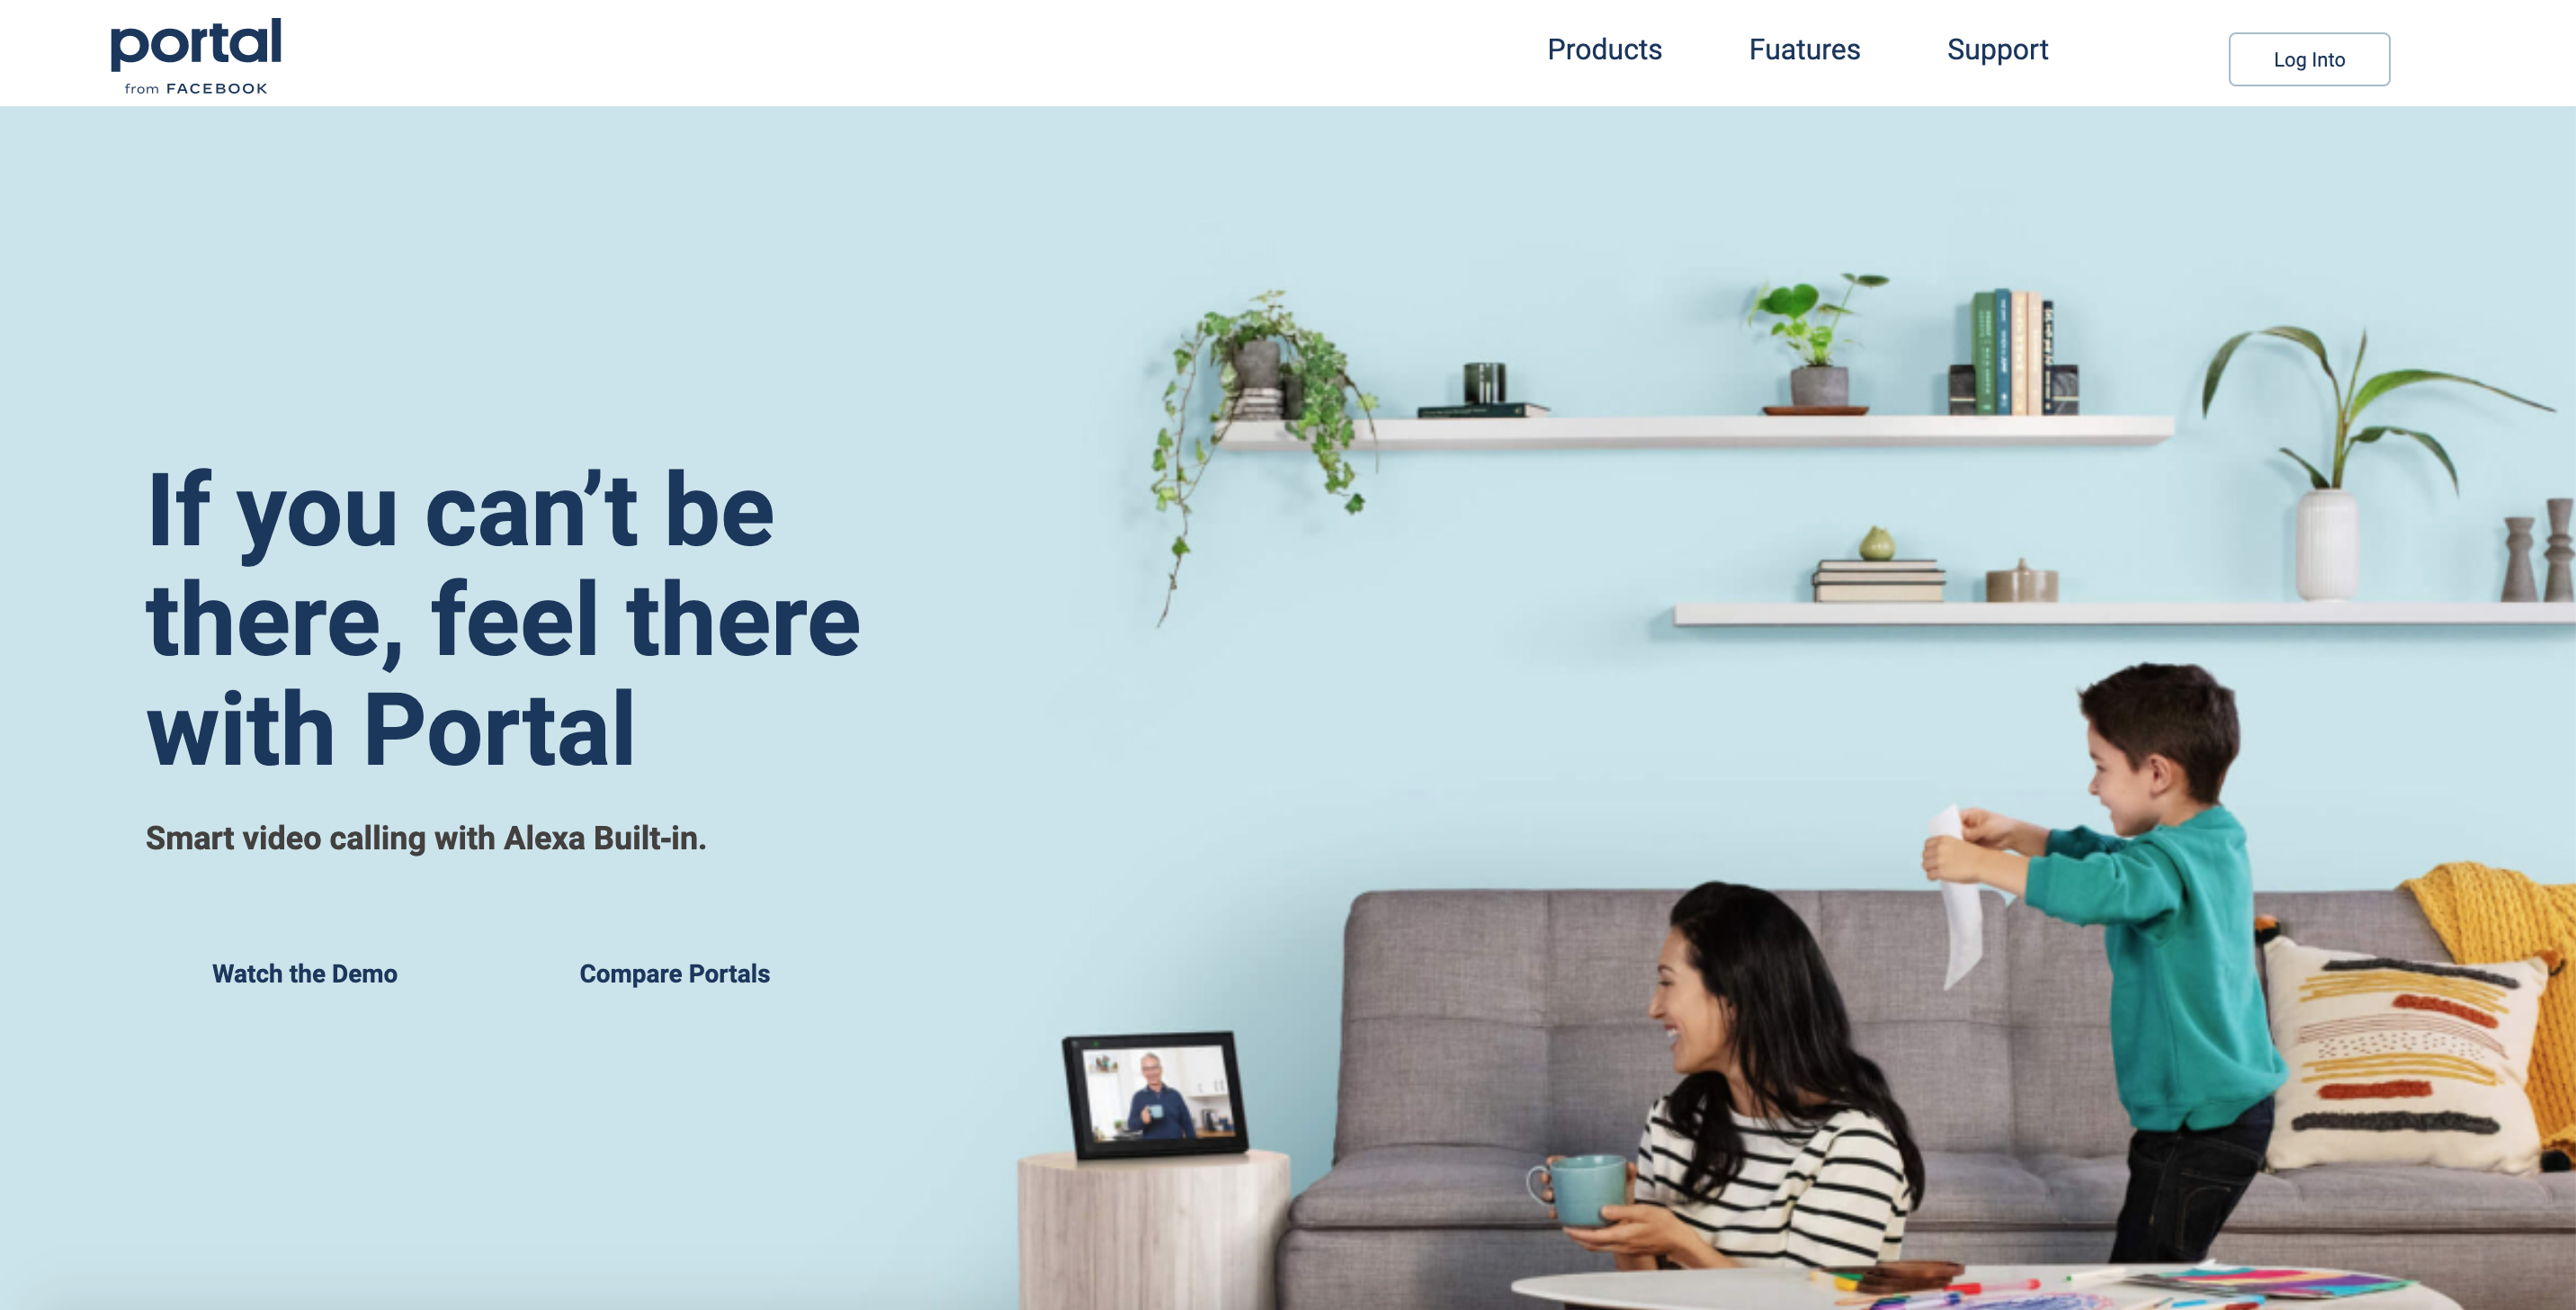 portal
from FACEBOOK
Products
Fuatures
Support
Log Into
If you can’t be
there, feel there
with Portal
Smart video calling with Alexa Built-in.
Watch the Demo
Compare Portals